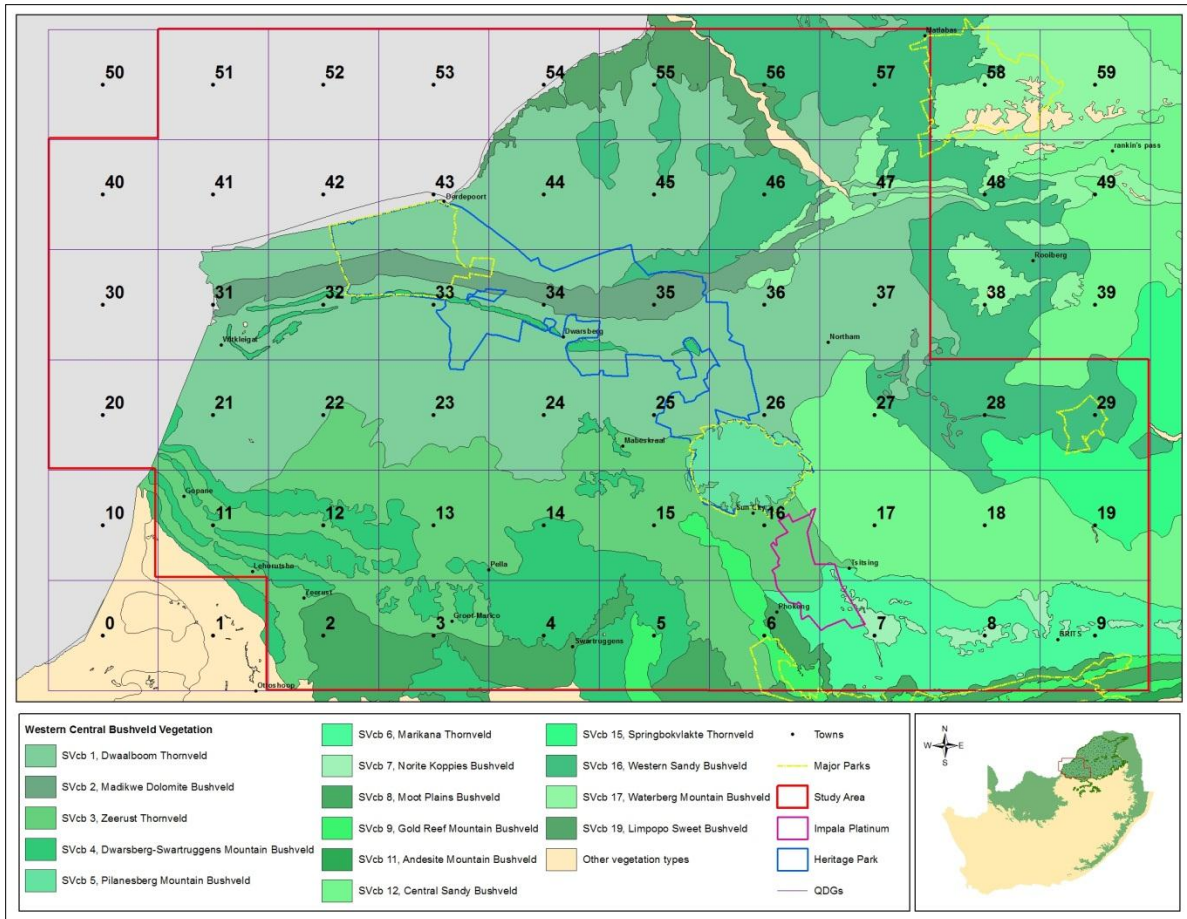 Matlabas
50 51 52 53 54 55 56 57 58 59
rankin's pass
40 41 42 43 44 45 46 47 48 49
Derdepoort
Rooiberg
30 31 32 33 34 35 36 37 38 39
Dwarsberg
Northam
20 21 22 23 24 25 26 27 28 29
Mabeskraal
Gopane
Sun City
10 11 12 13 14 15 16 17 18 19
Lehurutshe
Pella
Tsitsing
Zeerust
Phokeng
Groot-Marico
0 1 2 3 4 5 6 7 8 9
Swartruggens
BRITS
Ottoshoop
Western Central Bushveld Vegetation
SVcb 1, Dwaalboom Thornveld
SVcb 2, Madikwe Dolomite Bushveld
SVcb 3, Zeerust Thornveld
SVcb 4, Dwarsberg-Swartruggens Mountain Bushveld
SVcb 5, Pilanesberg Mountain Bushveld
SVcb 6, Marikana Thornveld
SVcb 7, Norite Koppies Bushveld
SVcb 8, Moot Plains Bushveld
SVcb 9, Gold Reef Mountain Bushveld
SVcb 11, Andesite Mountain Bushveld
SVcb 12, Central Sandy Bushveld
SVcb 15, Springbokvlakte Thornveld
SVcb 16, Western Sandy Bushveld
SVcb 17, Waterberg Mountain Bushveld
SVcb 19, Limpopo Sweet Bushveld
Other vegetation types
Towns
Major Parks
Study Area
Impala Platinum
Heritage Park
QDGs
N
W E
S